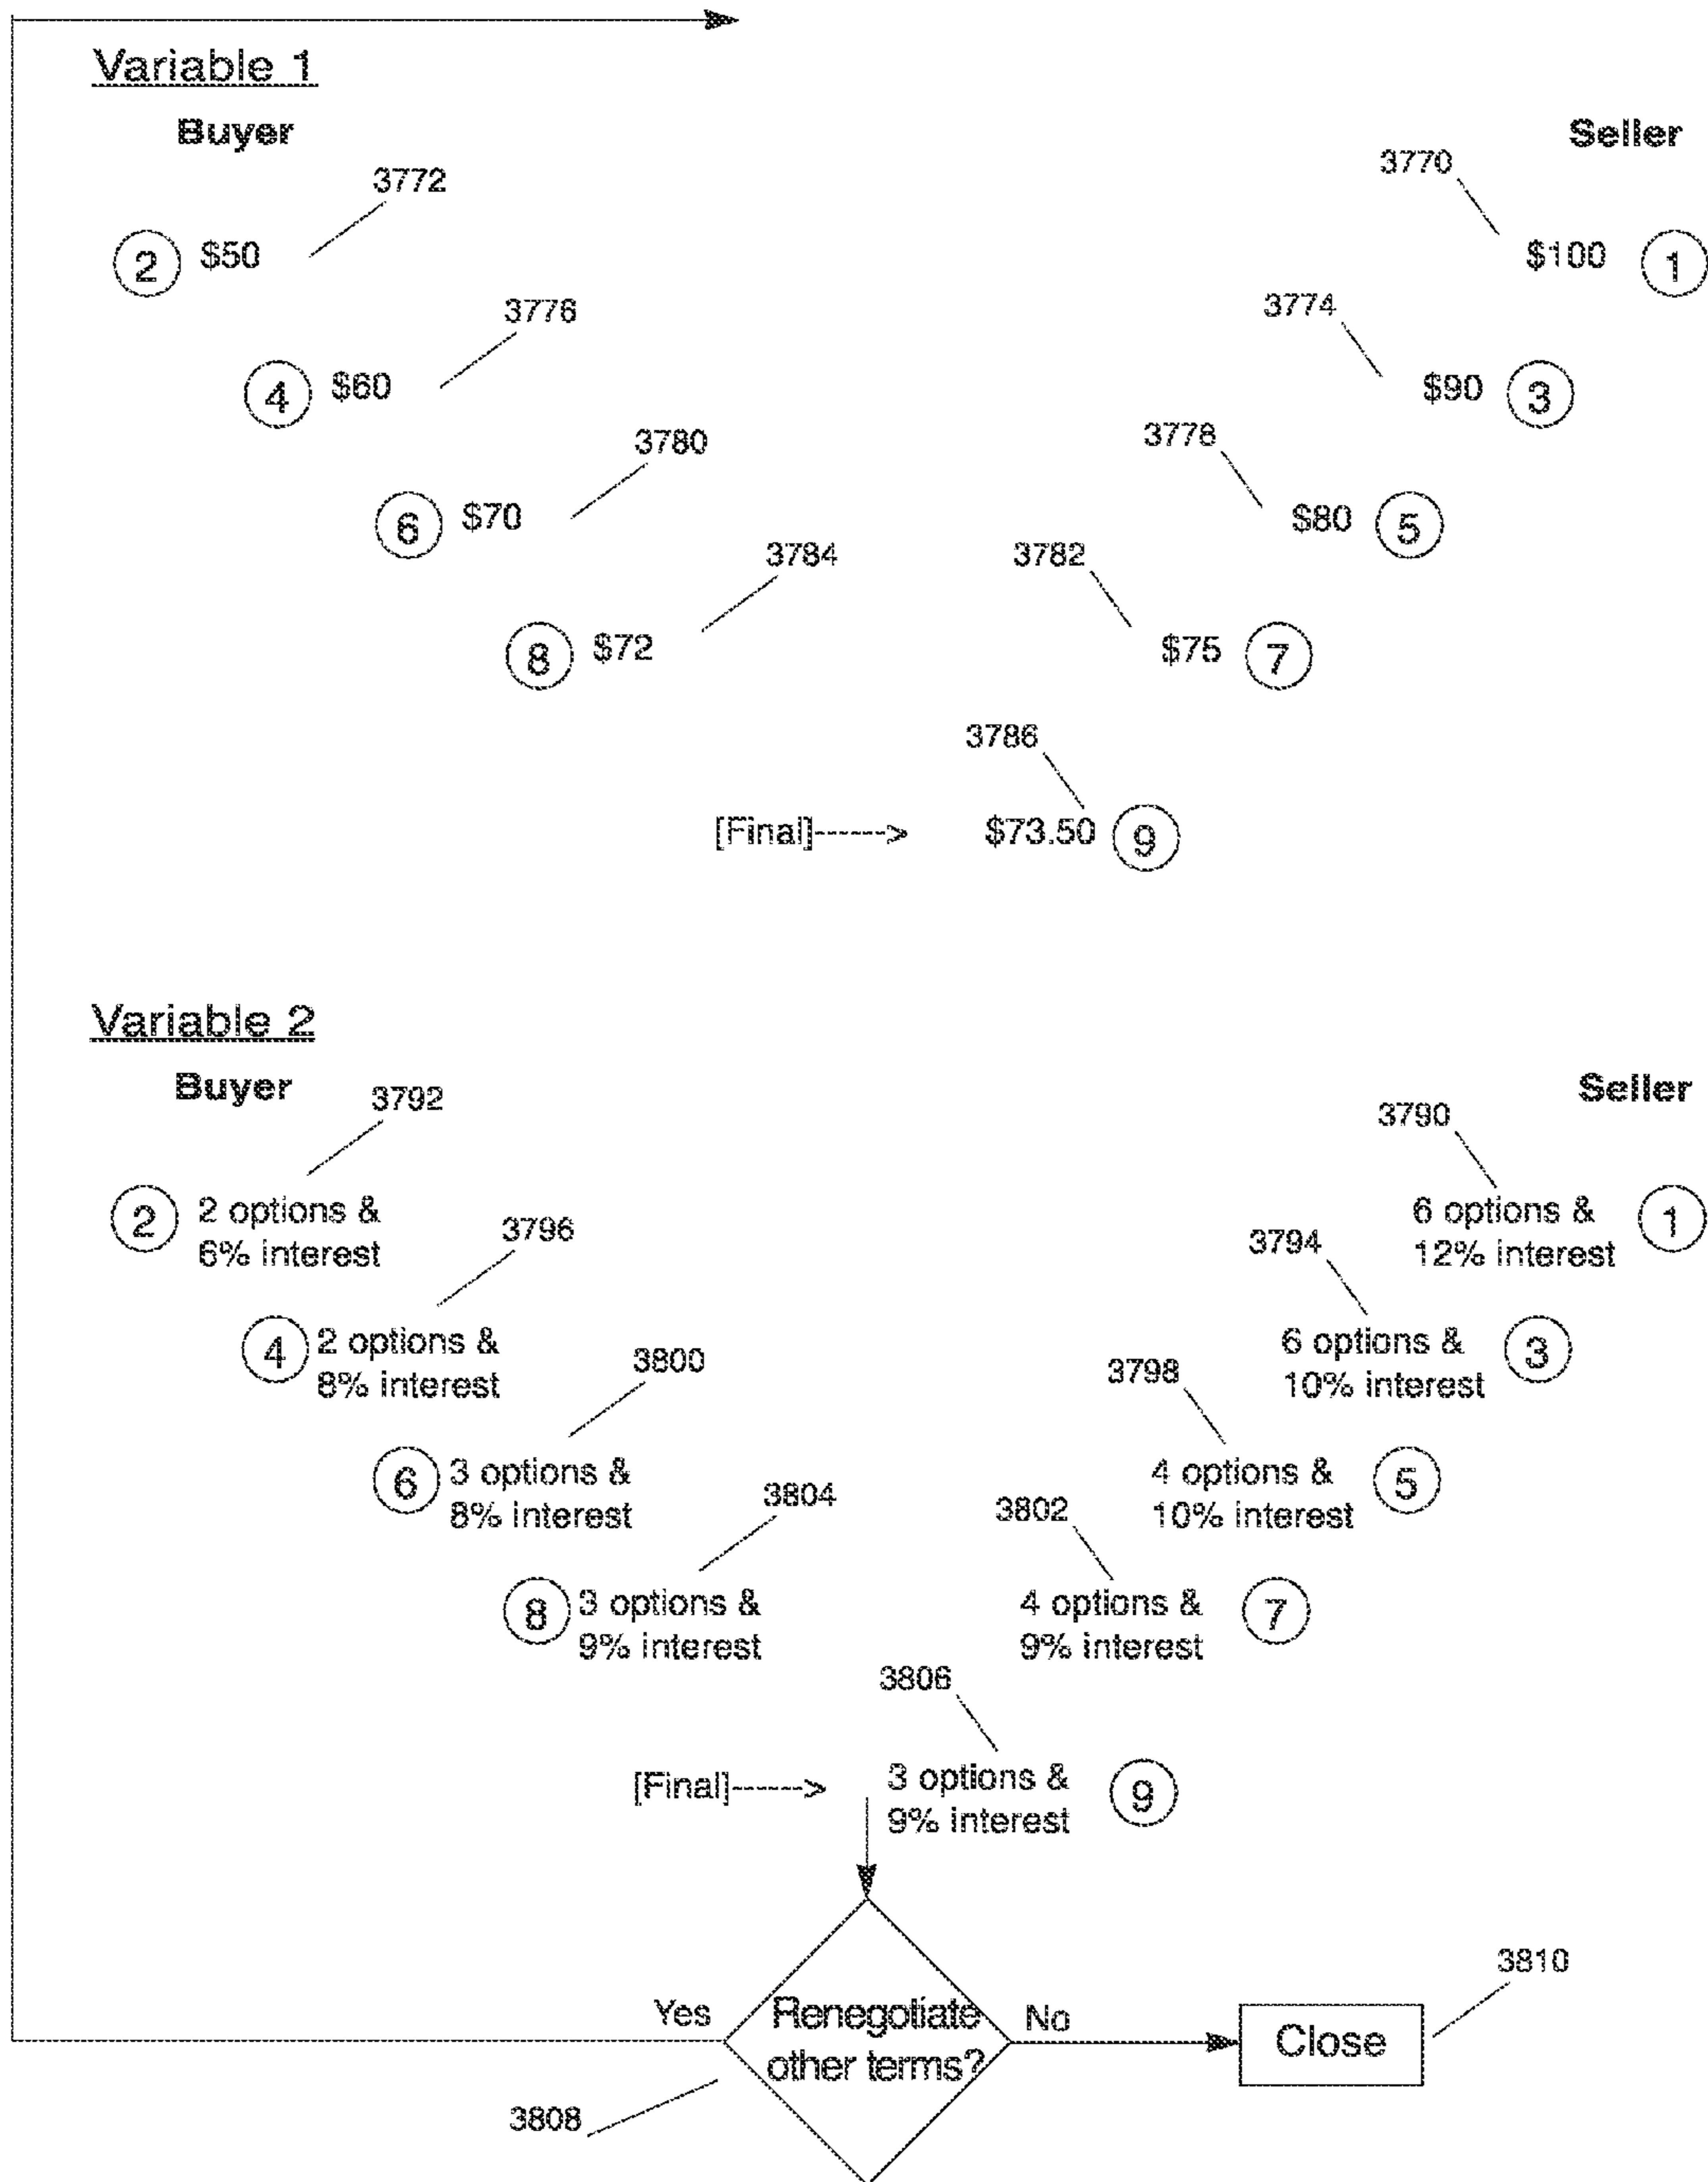 Variable 1
Buyer
Seller
3772
3770
2 $50
$100 1
3776
3774
4 $60
$90 3
3780
3778
6 $70
$80 5
3784
3782
8 $72
$75 7
3786
[Final]------> $73.50 9
Variable 2
Buyer
Seller
3792
3790
2 2 options &
6% interest
6 options & 1
12% interest
3796
3794
4 2 options &
8% interest
6 options & 3
10% interest
3800
3798
6 3 options &
8% interest
4 options & 5
10% interest
3804
3802
8 3 options &
9% interest
4 options & 7
9% interest
3806
[Final]------> 3 options & 9
9% interest
Renegotiate
other terms?
Yes
No
Close
3810
3808